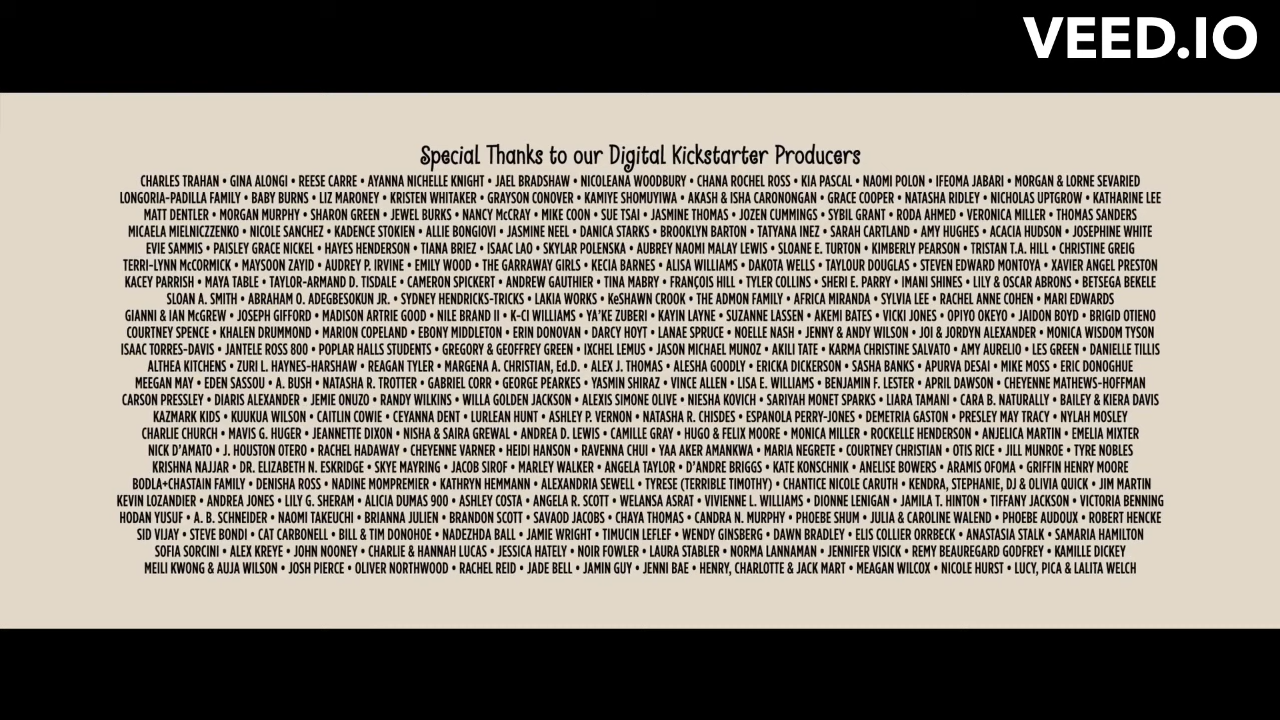 VEED.IO
Special Thanks to our Digital Kickstarter Producers
CHARLES TRAHAN • GINA ALONGI • REESE CARRE • AYANNA NICHELLE KNIGHT • JAEL BRADSHAW • NICOLEANA WOODBURY • CHANA ROCHEL ROSS • KIA PASCAL • NAOMI POLON • IFEOMA JABARI • MORGAN & LORNE SEVARIED
LONGORIA-PADILLA FAMILY • BABY BURNS • LIZ MARONEY • KRISTEN WHITAKER • GRAYSON CONOVER • KAMIYE SHOMUYIWA • AKASH & ISHA CARONONGAN • GRACE COOPER • NATASHA RIDLEY • NICHOLAS UPTGROW • KATHARINE LEE
MATT DENTLER • MORGAN MURPHY • SHARON GREEN • JEWEL BURKS • NANCY McCRAY • MIKE COON • SUE TSAI • JASMINE THOMAS • JOZEN CUMMINGS • SYBIL GRANT • RODA AHMED • VERONICA MILLER • THOMAS SANDERS
MICAELA MIELNICZZENKO • NICOLE SANCHEZ • KADENCE STOKIEN • ALLIE BONGIOVI • JASMINE NEEL • DANICA STARKS • BROOKLYN BARTON • TATYANA INEZ • SARAH CARTLAND • AMY HUGHES • ACACIA HUDSON • JOSEPHINE WHITE
EVIE SAMMIS • PAISLEY GRACE NICKEL • HAYES HENDERSON • TIANA BRIEZ • ISAAC LAO • SKYLAR POLENSKA • AUBREY NAOMI MALAY LEWIS • SLOANE E. TURTON • KIMBERLY PEARSON • TRISTAN T.A. HILL • CHRISTINE GREIG
TERRI-LYNN McCORMICK • MAYSOON ZAYID • AUDREY P. IRVINE • EMILY WOOD • THE GARRAWAY GIRLS • KECIA BARNES • ALISA WILLIAMS • DAKOTA WELLS • TAYLOUR DOUGLAS • STEVEN EDWARD MONTOYA • XAVIER ANGEL PRESTON
KACEY PARRISH • MAYA TABLE • TAYLOR-ARMAND D. TISDALE • CAMERON SPICKERT • ANDREW GAUTHIER • TINA MABRY • FRANÇOIS HILL • TYLER COLLINS • SHERI E. PARRY • IMANI SHINES • LILY & OSCAR ABRONS • BETSEGA BEKELE
SLOAN A. SMITH • ABRAHAM O. ADEGBESOKUN JR. • SYDNEY HENDRICKS-TRICKS • LAKIA WORKS • KeSHAWN CROOK • THE ADMON FAMILY • AFRICA MIRANDA • SYLVIA LEE • RACHEL ANNE COHEN • MARI EDWARDS
GIANNI & IAN McGREW • JOSEPH GIFFORD • MADISON ARTRIE GOOD • NILE BRAND II • K-CI WILLIAMS • YA'KE ZUBERI • KAYIN LAYNE • SUZANNE LASSEN • AKEMI BATES • VICKI JONES • OPIYO OKEYO • JAIDON BOYD • BRIGID OTIENO
COURTNEY SPENCE • KHALEN DRUMMOND • MARION COPELAND • EBONY MIDDLETON • ERIN DONOVAN • DARCY HOYT • LANAE SPRUCE • NOELLE NASH • JENNY & ANDY WILSON • JOI & JORDYN ALEXANDER • MONICA WISDOM TYSON
ISAAC TORRES-DAVIS • JANTELE ROSS 800 • POPLAR HALLS STUDENTS • GREGORY & GEOFFREY GREEN • IXCHEL LEMUS • JASON MICHAEL MUNOZ • AKILI TATE • KARMA CHRISTINE SALVATO • AMY AURELIO • LES GREEN • DANIELLE TILLIS
ALTHEA KITCHENS • ZURI L. HAYNES-HARSHAW • REAGAN TYLER • MARGENA A. CHRISTIAN, Ed.D. • ALEX J. THOMAS • ALESHA GOODLY • ERICKA DICKERSON • SASHA BANKS • APURVA DESAI • MIKE MOSS • ERIC DONOGHUE
MEEGAN MAY • EDEN SASSOU • A. BUSH • NATASHA R. TROTTER • GABRIEL CORR • GEORGE PEARKES • YASMIN SHIRAZ • VINCE ALLEN • LISA E. WILLIAMS • BENJAMIN F. LESTER • APRIL DAWSON • CHEYENNE MATHEWS-HOFFMAN
CARSON PRESSLEY • DIARIS ALEXANDER • JEMIE ONUZO • RANDY WILKINS • WILLA GOLDEN JACKSON • ALEXIS SIMONE OLIVE • NIESHA KOVICH • SARIYAH MONET SPARKS • LIARA TAMANI • CARA B. NATURALLY • BAILEY & KIERA DAVIS
KAZMARK KIDS • KUUKUA WILSON • CAITLIN COWIE • CEYANNA DENT • LURLEAN HUNT • ASHLEY P. VERNON • NATASHA R. CHISDES • ESPANOLA PERRY-JONES • DEMETRIA GASTON • PRESLEY MAY TRACY • NYLAH MOSLEY
CHARLIE CHURCH • MAVIS G. HUGER • JEANNETTE DIXON • NISHA & SAIRA GREWAL • ANDREA D. LEWIS • CAMILLE GRAY • HUGO & FELIX MOORE • MONICA MILLER • ROCKELLE HENDERSON • ANJELICA MARTIN • EMELIA MIXTER
NICK D'AMATO • J. HOUSTON OTERO • RACHEL HADAWAY • CHEYENNE VARNER • HEIDI HANSON • RAVENNA CHUI • YAA AKER AMANKWA • MARIA NEGRETE • COURTNEY CHRISTIAN • OTIS RICE • JILL MUNROE • TYRE NOBLES
KRISHNA NAJJAR • DR. ELIZABETH N. ESKRIDGE • SKYE MAYRING • JACOB SIROF • MARLEY WALKER • ANGELA TAYLOR • D'ANDRE BRIGGS • KATE KONSCHNIK • ANELISE BOWERS • ARAMIS OFOMA • GRIFFIN HENRY MOORE
BODLA+CHASTAIN FAMILY • DENISHA ROSS • NADINE MOMPREMIER • KATHRYN HEMMANN • ALEXANDRIA SEWELL • TYRESE (TERRIBLE TIMOTHY) • CHANTICE NICOLE CARUTH • KENDRA, STEPHANIE, DJ & OLIVIA QUICK • JIM MARTIN
KEVIN LOZANDIER • ANDREA JONES • LILY G. SHERAM • ALICIA DUMAS 900 • ASHLEY COSTA • ANGELA R. SCOTT • WELANSA ASRAT • VIVIENNE L. WILLIAMS • DIONNE LENIGAN • JAMILA T. HINTON • TIFFANY JACKSON • VICTORIA BENNING
HODAN YUSUF • A. B. SCHNEIDER • NAOMI TAKEUCHI • BRIANNA JULIEN • BRANDON SCOTT • SAVAOD JACOBS • CHAYA THOMAS • CANDRA N. MURPHY • PHOEBE SHUM • JULIA & CAROLINE WALEND • PHOEBE AUDOUX • ROBERT HENCKE
SID VIJAY • STEVE BONDI • CAT CARBONELL • BILL & TIM DONOHOE • NADEZHDA BALL • JAMIE WRIGHT • TIMUCIN LEFLEF • WENDY GINSBERG • DAWN BRADLEY • ELIS COLLIER ORRBECK • ANASTASIA STALK • SAMARIA HAMILTON
SOFIA SORCINI • ALEX KREYE • JOHN NOONEY • CHARLIE & HANNAH LUCAS • JESSICA HATELY • NOIR FOWLER • LAURA STABLER • NORMA LANNAMAN • JENNIFER VISICK • REMY BEAUREGARD GODFREY • KAMILLE DICKEY
MEILI KWONG & AUJA WILSON • JOSH PIERCE • OLIVER NORTHWOOD • RACHEL REID • JADE BELL • JAMIN GUY • JENNI BAE • HENRY, CHARLOTTE & JACK MART • MEAGAN WILCOX • NICOLE HURST • LUCY, PICA & LALITA WELCH